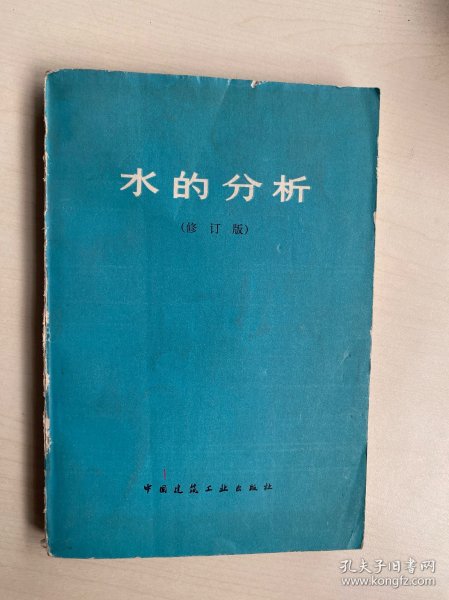 水的分析
（修订版）
中国建筑工业出版社
孔夫子旧书网
www.kongfz.com